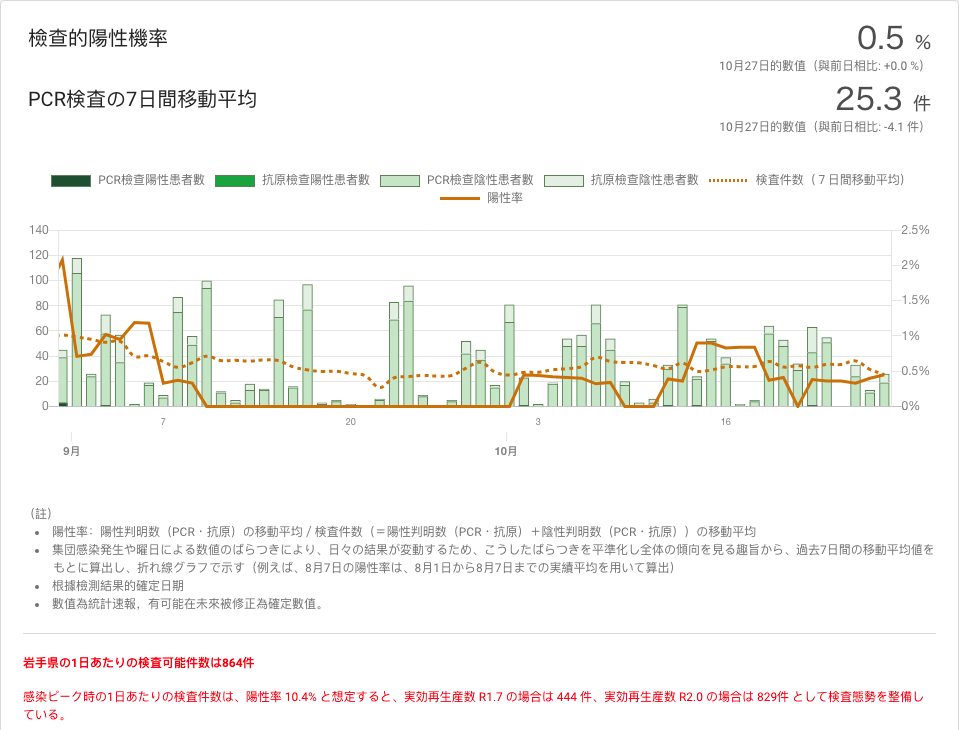 檢查的陽性機率
0.5 %
10月27日的數值（與前日相比: +0.0 %）
PCR検査の7日間移動平均
25.3 件
10月27日的數值（與前日相比: -4.1 件）
PCR檢查陽性患者數 抗原檢查陽性患者數 PCR檢查陰性患者數 抗原檢查陰性患者數 検査件数（７日間移動平均）
陽性率
140 2.5%
120
2%
100
80 1.5%
60 1%
40
0.5%
20
0 0%
7 20 3 16
9月 10月
（註）
陽性率：陽性判明数（PCR・抗原）の移動平均 / 検査件数（＝陽性判明数（PCR・抗原）＋陰性判明数（PCR・抗原））の移動平均
集団感染発生や曜日による数値のばらつきにより、日々の結果が変動するため、こうしたばらつきを平準化し全体の傾向を見る趣旨から、過去7日間の移動平均値を
もとに算出し、折れ線グラフで示す（例えば、8月7日の陽性率は、8月1日から8月7日までの実績平均を用いて算出）
根據檢測結果的確定日期
數值為統計速報，有可能在未來被修正為確定數值。
岩手県の1日あたりの検査可能件数は864件
感染ピーク時の1日あたりの検査件数は、陽性率 10.4% と想定すると、実効再生産数 R1.7 の場合は 444 件、実効再生産数 R2.0 の場合は 829件 として検査態勢を整備し
ている。